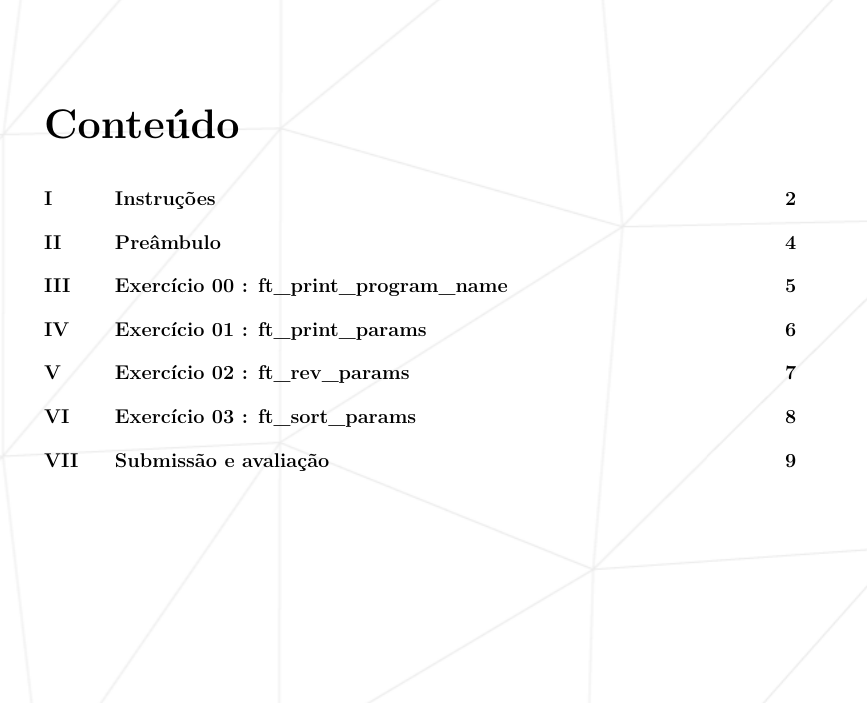 Conteúdo
I Instruções 2
II Preâmbulo 4
III Exercício 00 : ft_print_program_name 5
IV Exercício 01 : ft_print_params 6
V Exercício 02 : ft_rev_params 7
VI Exercício 03 : ft_sort_params 8
VII Submissão e avaliação 9